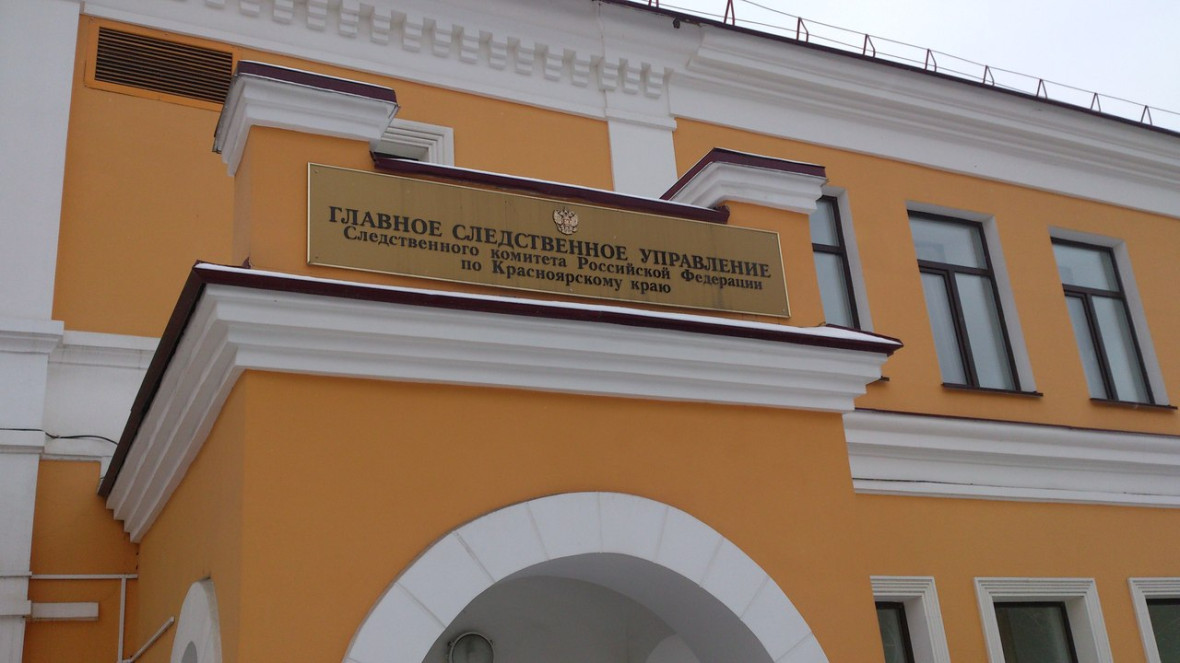 ГЛАВНОЕ СЛЕДСТВЕННОЕ УПРАВЛЕНИЕ
Следственного комитета Российской Федерации
по Красноярскому краю